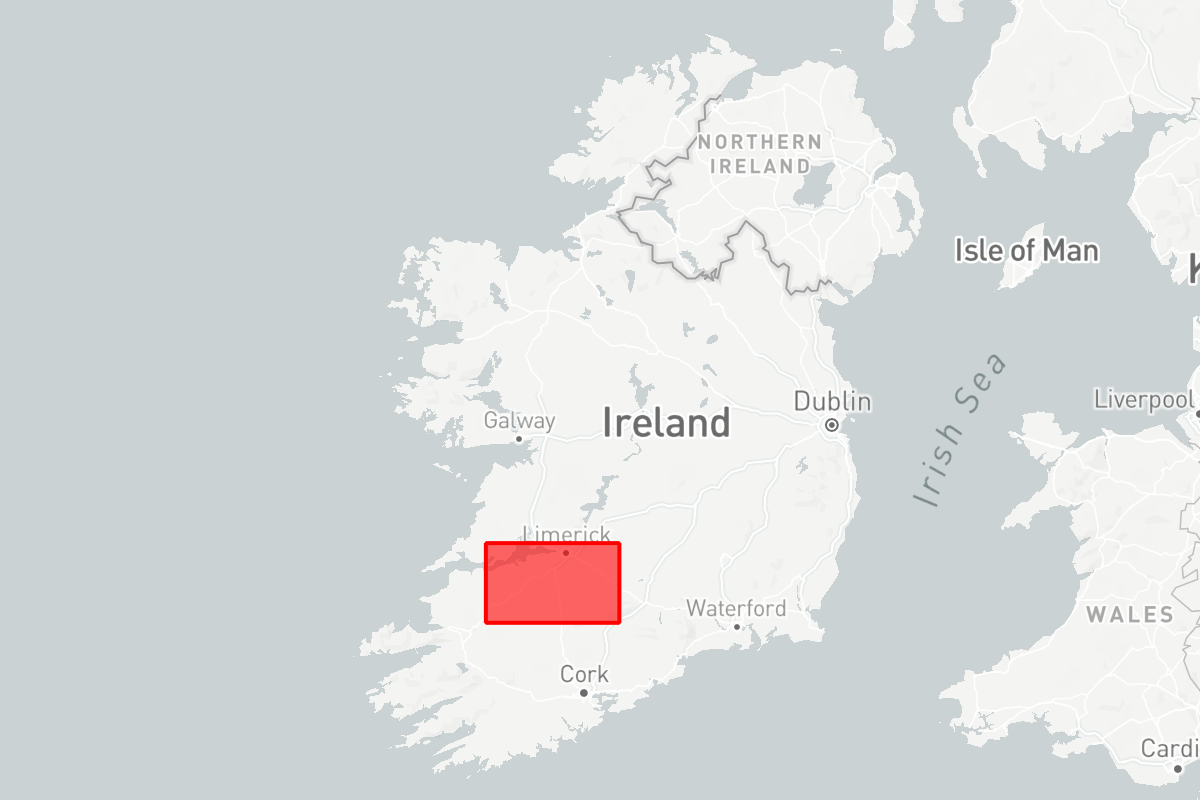 NORTHERN
IRELAND
Isle of Man
Irish Sea
Liverpool
Dublin
Galway
Ireland
Limerick
Waterford
WALES
Cork
Cardi
K